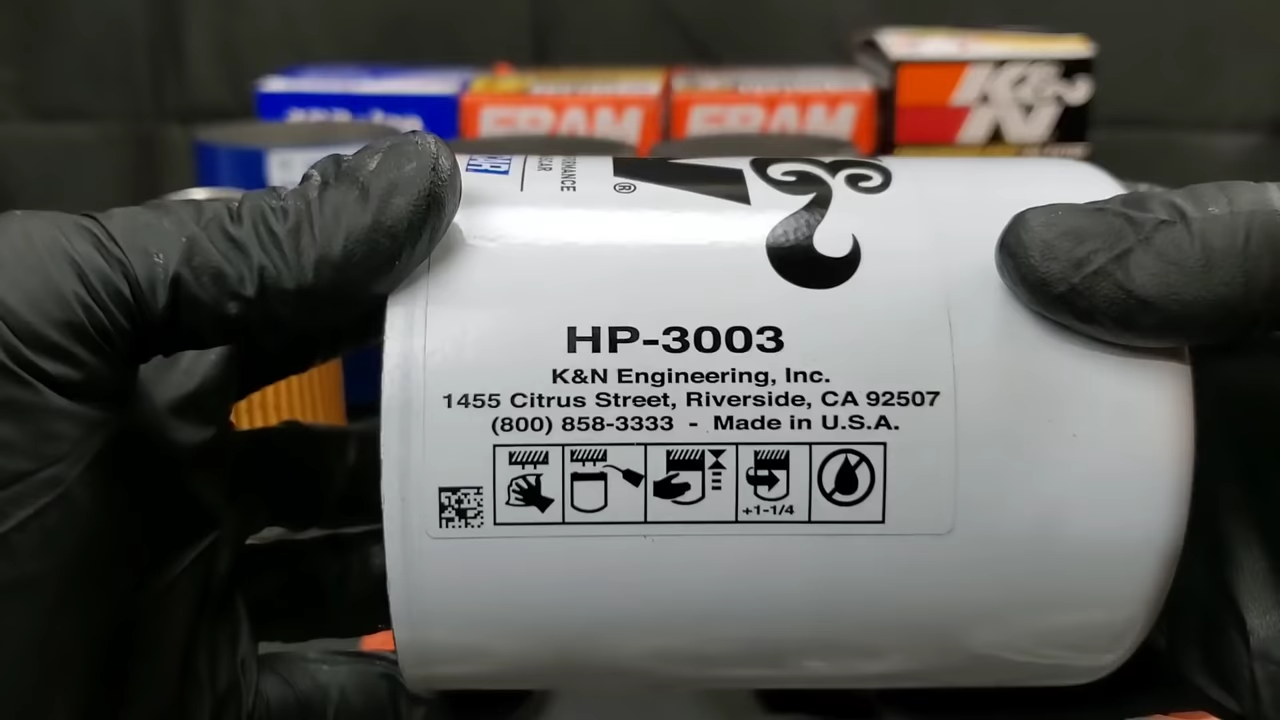 FRAM
FRAM
K&N
®
HP-3003
K&N Engineering, Inc.
1455 Citrus Street, Riverside, CA 92507
(800) 858-3333 - Made in U.S.A.
+1-1/4